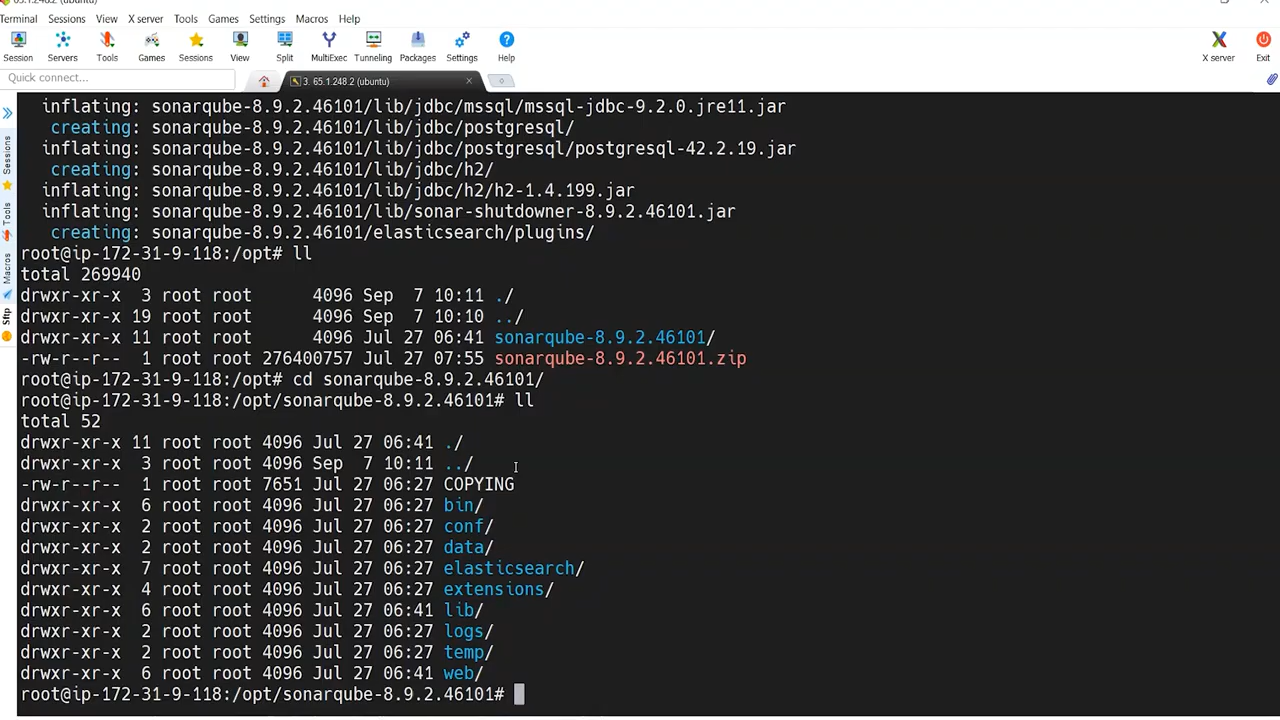 65.1.248.2 (ubuntu)
Terminal Sessions View X server Tools Games Settings Macros Help
Session Servers Tools Games Sessions View Split MultiExec Tunneling Packages Settings Help X server Exit
Quick connect... 3. 65.1.248.2 (ubuntu)
Sessions
Tools
Macros
Sftp
inflating: sonarqube-8.9.2.46101/lib/jdbc/mssql/mssql-jdbc-9.2.0.jre11.jar
creating: sonarqube-8.9.2.46101/lib/jdbc/postgresql/
inflating: sonarqube-8.9.2.46101/lib/jdbc/postgresql/postgresql-42.2.19.jar
creating: sonarqube-8.9.2.46101/lib/jdbc/h2/
inflating: sonarqube-8.9.2.46101/lib/jdbc/h2/h2-1.4.199.jar
inflating: sonarqube-8.9.2.46101/lib/sonar-shutdowner-8.9.2.46101.jar
creating: sonarqube-8.9.2.46101/elasticsearch/plugins/
root@ip-172-31-9-118:/opt# ll
total 269940
drwxr-xr-x 3 root root 4096 Sep 7 10:11 ./
drwxr-xr-x 19 root root 4096 Sep 7 10:10 ../
drwxr-xr-x 11 root root 4096 Jul 27 06:41 sonarqube-8.9.2.46101/
-rw-r--r-- 1 root root 276400757 Jul 27 07:55 sonarqube-8.9.2.46101.zip
root@ip-172-31-9-118:/opt# cd sonarqube-8.9.2.46101/
root@ip-172-31-9-118:/opt/sonarqube-8.9.2.46101# ll
total 52
drwxr-xr-x 11 root root 4096 Jul 27 06:41 ./
drwxr-xr-x 3 root root 4096 Sep 7 10:11 ../
-rw-r--r-- 1 root root 7651 Jul 27 06:27 COPYING
drwxr-xr-x 6 root root 4096 Jul 27 06:27 bin/
drwxr-xr-x 2 root root 4096 Jul 27 06:27 conf/
drwxr-xr-x 2 root root 4096 Jul 27 06:27 data/
drwxr-xr-x 7 root root 4096 Jul 27 06:27 elasticsearch/
drwxr-xr-x 4 root root 4096 Jul 27 06:27 extensions/
drwxr-xr-x 6 root root 4096 Jul 27 06:41 lib/
drwxr-xr-x 2 root root 4096 Jul 27 06:27 logs/
drwxr-xr-x 2 root root 4096 Jul 27 06:27 temp/
drwxr-xr-x 6 root root 4096 Jul 27 06:41 web/
root@ip-172-31-9-118:/opt/sonarqube-8.9.2.46101#